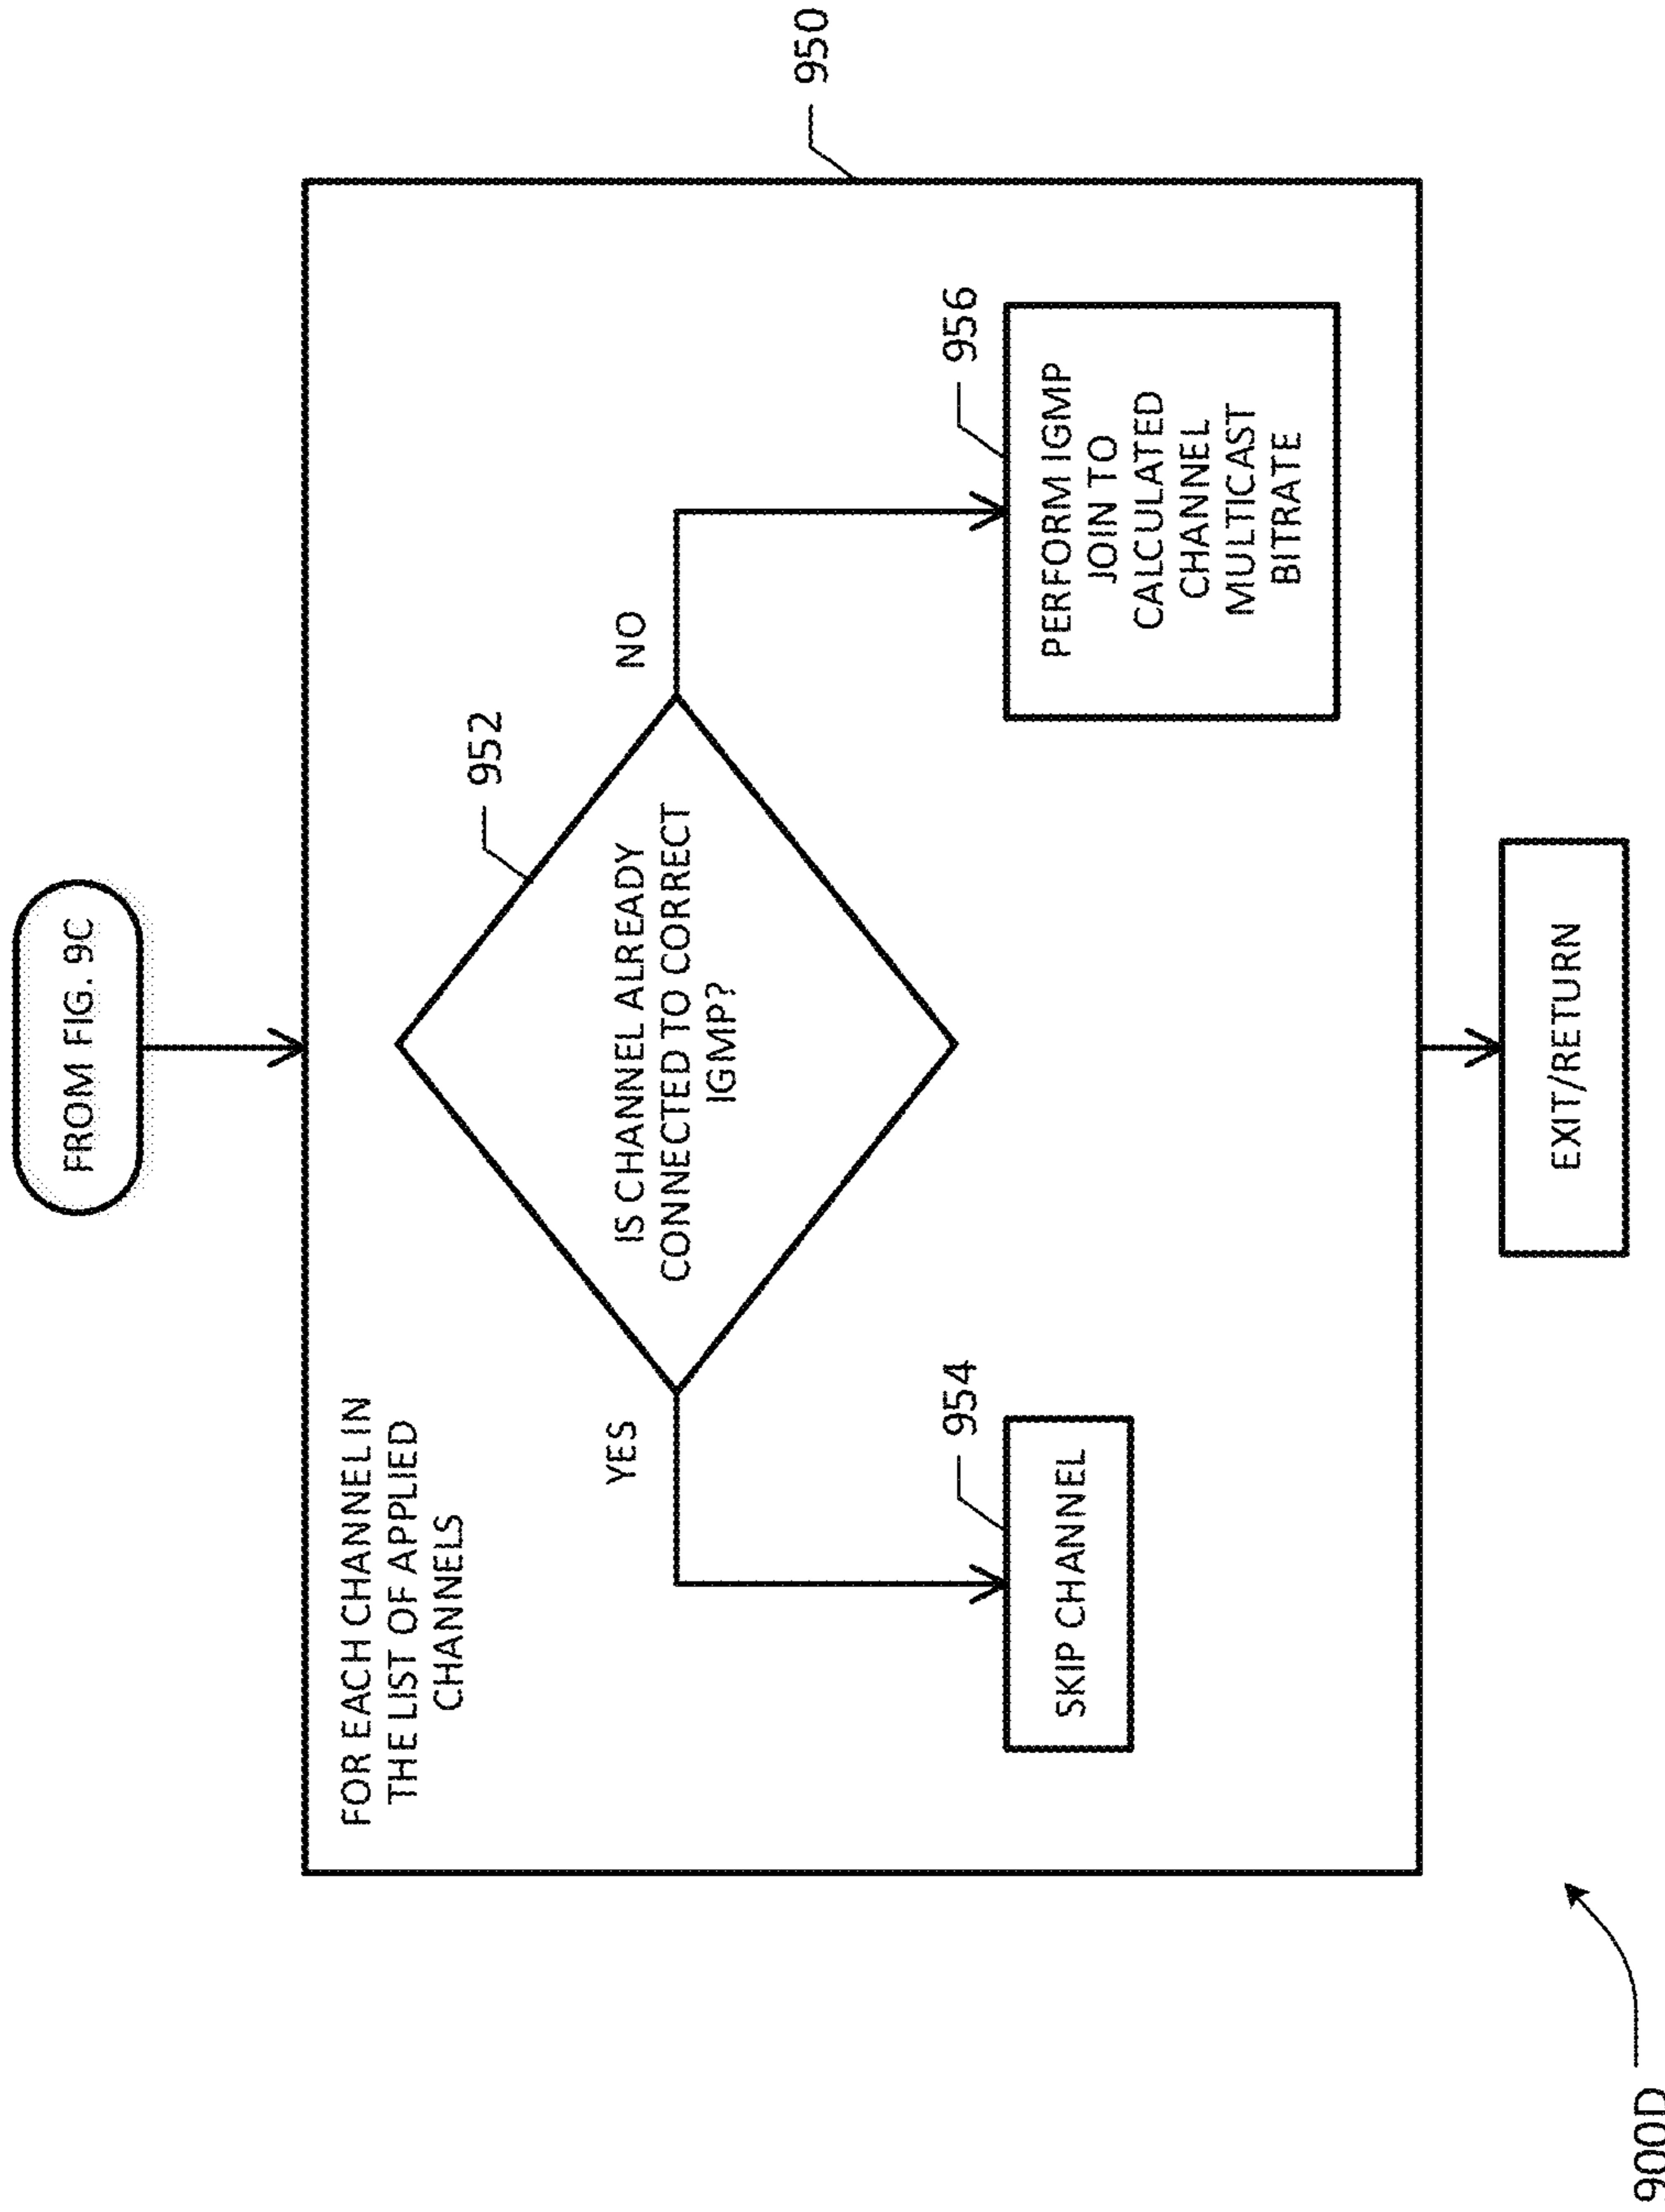 FROM FIG. 9C
950
FOR EACH CHANNEL IN
THE LIST OF APPLIED
CHANNELS
952
IS CHANNEL ALREADY
CONNECTED TO CORRECT
IGMP?
YES
NO
954
SKIP CHANNEL
956
PERFORM IGMP
JOIN TO
CALCULATED
CHANNEL
MULTICAST
BITRATE
EXIT/RETURN
900D